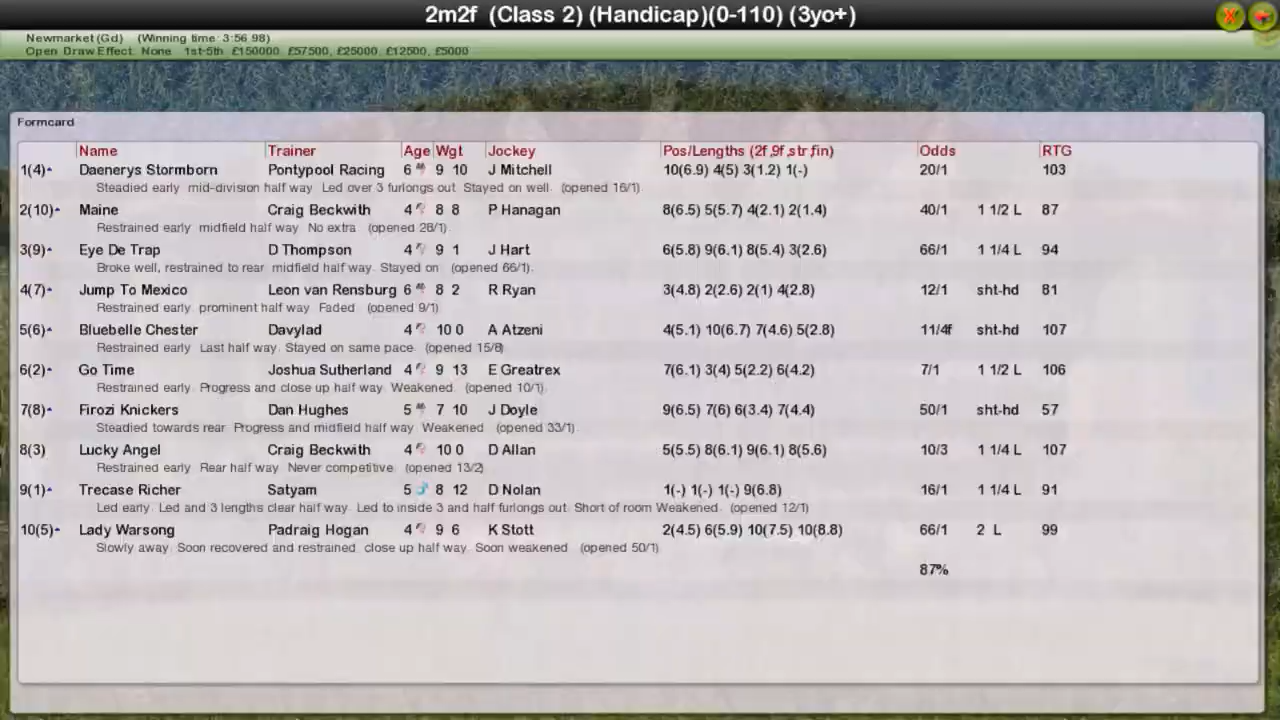 2m2f (Class 2) (Handicap)(0-110) (3yo+)
Newmarket (Gd) (Winning time: 3:56.98)
Open Draw Effect: None 1st-5th £150000, £57500, £25000, £12500, £5000
Formcard
Name Trainer Age Wgt Jockey Pos/Lengths (2f,9f,str,fin) Odds RTG
1(4) Daenerys Stormborn Pontypool Racing 6 9 10 J Mitchell 10(6.9) 4(5) 3(1.2) 1(-) 20/1 103
Steadied early mid-division half way. Led over 3 furlongs out. Stayed on well. (opened 16/1).
2(10) Maine Craig Beckwith 4 8 8 P Hanagan 8(6.5) 5(5.7) 4(2.1) 2(1.4) 40/1 1 1/2 L 87
Restrained early midfield half way. No extra (opened 28/1).
3(9) Eye De Trap D Thompson 4 9 1 J Hart 6(5.8) 9(6.1) 8(5.4) 3(2.6) 66/1 1 1/4 L 94
Broke well, restrained to rear midfield half way. Stayed on (opened 66/1).
4(7) Jump To Mexico Leon van Rensburg 6 8 2 R Ryan 3(4.8) 2(2.6) 2(1) 4(2.8) 12/1 sht-hd 81
Restrained early. prominent half way Faded (opened 9/1)
5(6) Bluebelle Chester Davylad 4 10 0 A Atzeni 4(5.1) 10(6.7) 7(4.6) 5(2.8) 11/4f sht-hd 107
Restrained early Last half way. Stayed on same pace. (opened 15/8)
6(2) Go Time Joshua Sutherland 4 9 13 E Greatrex 7(6.1) 3(4) 5(2.2) 6(4.2) 7/1 1 1/2 L 106
Restrained early. Progress and close up half way. Weakened. (opened 10/1)
7(8) Firozi Knickers Dan Hughes 5 7 10 J Doyle 9(6.5) 7(6) 6(3.4) 7(4.4) 50/1 sht-hd 57
Steadied towards rear Progress and midfield half way Weakened (opened 33/1).
8(3) Lucky Angel Craig Beckwith 4 10 0 D Allan 5(5.5) 8(6.1) 9(6.1) 8(5.6) 10/3 1 1/4 L 107
Restrained early. Rear half way. Never competitive. (opened 13/2)
9(1) Trecase Richer Satyam 5 8 12 D Nolan 1(-) 1(-) 1(-) 9(6.8) 16/1 1 1/4 L 91
Led early. Led and 3 lengths clear half way. Led to inside 3 and half furlongs out. Short of room Weakened. (opened 12/1)
10(5) Lady Warsong Padraig Hogan 4 9 6 K Stott 2(4.5) 6(5.9) 10(7.5) 10(8.8) 66/1 2 L 99
Slowly away. Soon recovered and restrained. close up half way. Soon weakened (opened 50/1)
87%